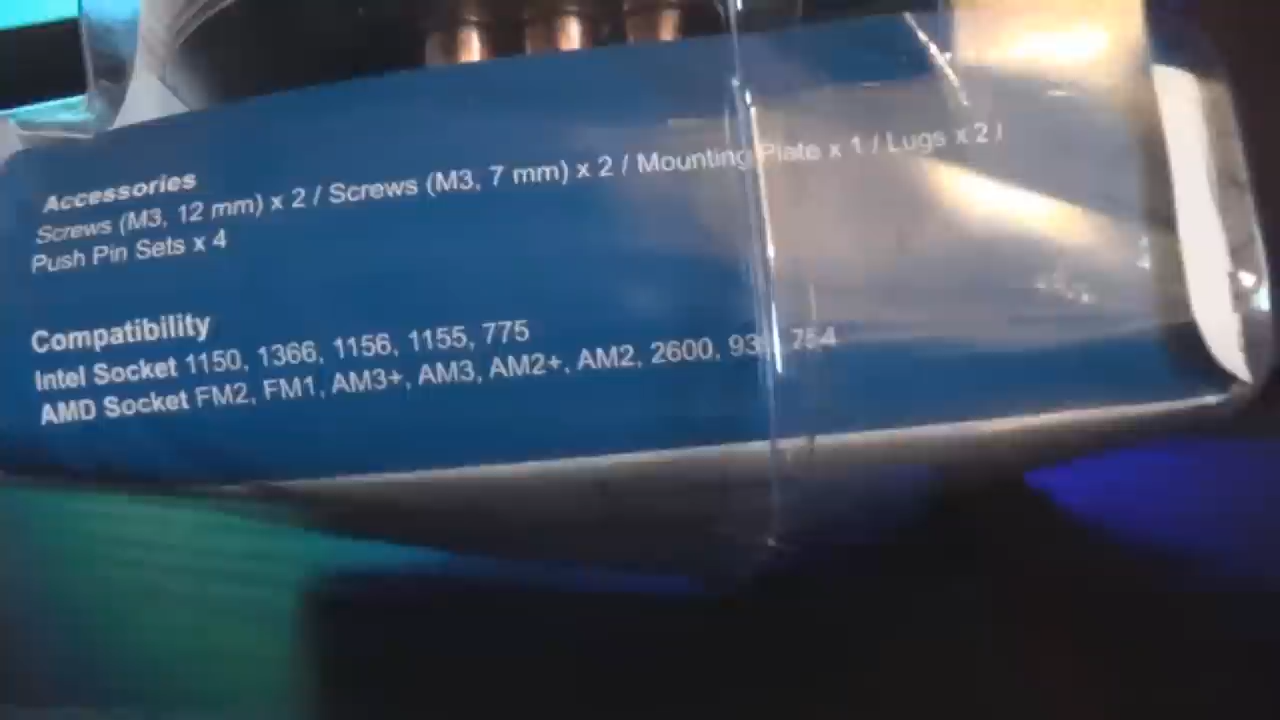 Accessories
Screws (M3, 12 mm) x 2 / Screws (M3, 7 mm) x 2 / Mounting Plate x 1 / Lugs x 2 /
Push Pin Sets x 4
Compatibility
Intel Socket 1150, 1366, 1156, 1155, 775
AMD Socket FM2, FM1, AM3+, AM3, AM2+, AM2, 2600, 754